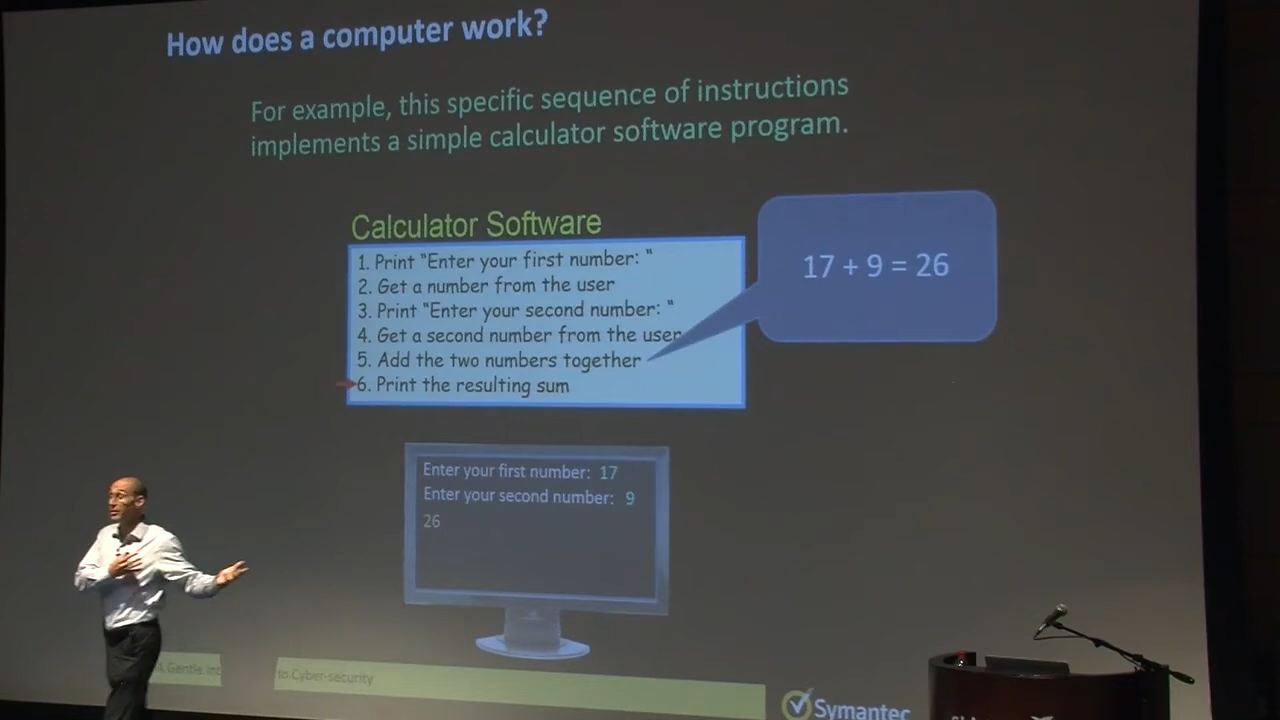 How does a computer work?
For example, this specific sequence of instructions
implements a simple calculator software program.
Calculator Software
1. Print "Enter your first number: "
2. Get a number from the user
3. Print "Enter your second number: "
4. Get a second number from the user
5. Add the two numbers together
6. Print the resulting sum
17 + 9 = 26
Enter your first number: 17
Enter your second number: 9
26
A Gentle
to Cyber-security
Symantec